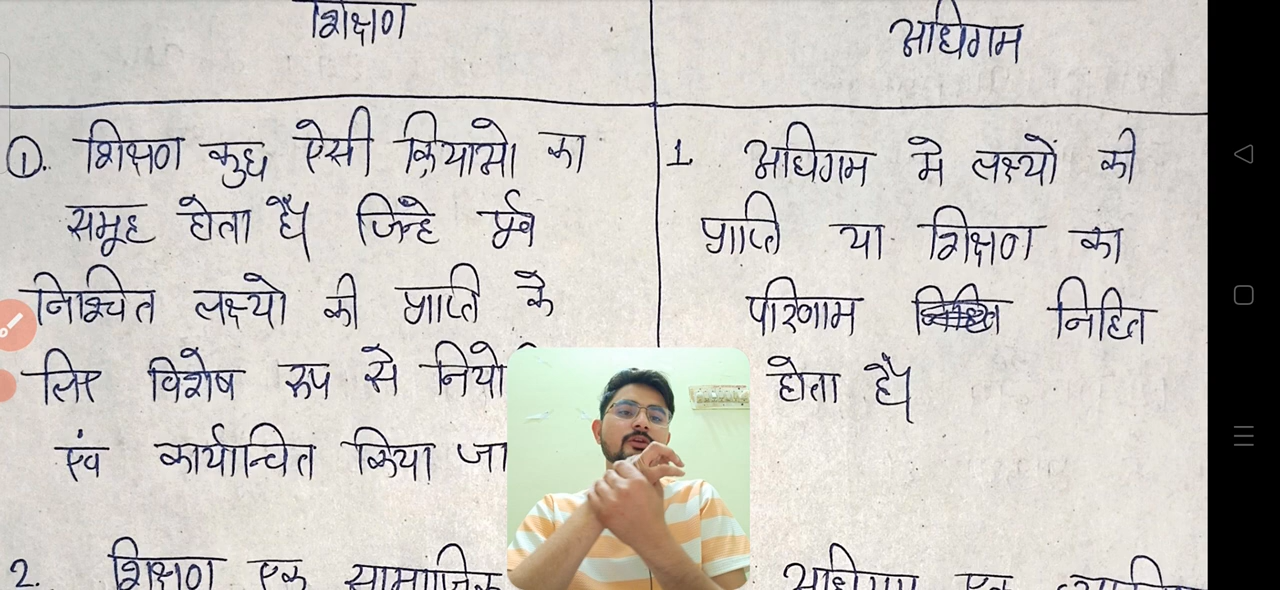 शिक्षण
अधिगम
①. शिक्षण कुछ ऐसी क्रियाओ का
समूह होता है। जिन्हे पूर्व
निश्चित लक्ष्यो की प्राप्ति के
लिए विशेष रूप से
एंव कार्यान्वित किया
2. शिक्षण एक सामाजिक
1 अधिगम मे लक्ष्यों की
प्राप्ति या शिक्षण का
परिणाम निहित
होता है।
अधिगम एक